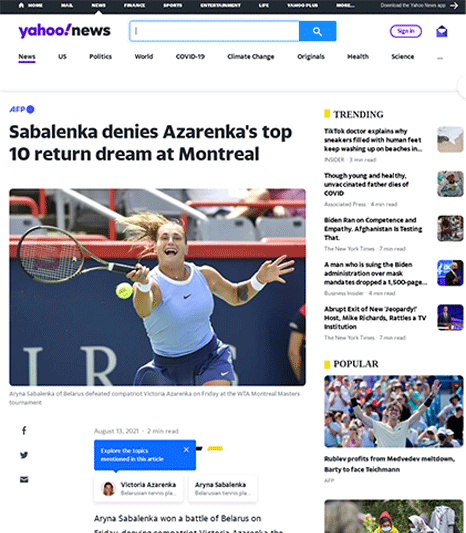 HOME
MAIL
NEWS
FINANCE
SPORTS
ENTERTAINMENT
LIFE
YAHOO PLUS
MORE...
Download the Yahoo News app
yahoo!news
Sign in
News
US
Politics
World
COVID-19
Climate Change
Originals
Health
Science
...
AFP
Sabalenka denies Azarenka's top
10 return dream at Montreal
Aryna Sabalenka of Belarus defeated compatriot Victoria Azarenka on Friday at the WTA Montreal Masters
tournament
August 13, 2021 · 2 min read
Explore the topics
mentioned in this article
Victoria Azarenka
Belarusian tennis pla...
Aryna Sabalenka
Belarusian tennis pla...
Aryna Sabalenka won a battle of Belarus on
Friday, denying compatriot Victoria Azarenka the
TRENDING
TikTok doctor explains why
sneakers filled with human feet
keep washing up on beaches in...
INSIDER · 3 min read
Though young and healthy,
unvaccinated father dies of
COVID
Associated Press · 4 min read
Biden Ran on Competence and
Empathy. Afghanistan Is Testing
That.
The New York Times · 7 min read
A man who is suing the Biden
administration over mask
mandates dropped a 1,500-page...
Business Insider · 4 min read
Abrupt Exit of New 'Jeopardy!'
Host, Mike Richards, Rattles a TV
Institution
The New York Times · 7 min read
POPULAR
Rublev profits from Medvedev meltdown,
Barty to face Teichmann
AFP